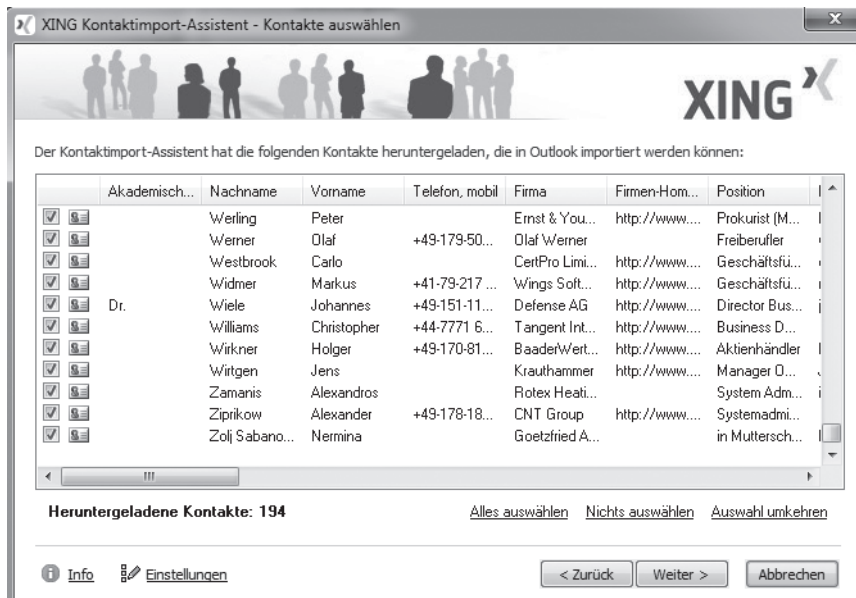 XING Kontaktimport-Assistent - Kontakte auswählen
XING
Der Kontaktimport-Assistent hat die folgenden Kontakte heruntergeladen, die in Outlook importiert werden können:
Akademisch... Nachname Vorname Telefon, mobil Firma Firmen-Hom... Position
Werling Peter Ernst & You... http://www.... Prokurist (M...
Werner Olaf +49-179-50... Olaf Werner Freiberufler
Westbrook Carlo CertPro Limi... http://www.... Geschäftsfü...
Widmer Markus +41-79-217 ... Wings Soft... http://www.... Geschäftsfü...
Dr. Wiele Johannes +49-151-11... Defense AG http://www.... Director Bus...
Williams Christopher +44-7771 6... Tangent Int... http://www.... Business D...
Wirkner Holger +49-170-81... BaaderWert... http://www.... Aktienhändler
Wirtgen Jens Krauthammer http://www.... Manager O...
Zamanis Alexandros Rotex Heati... System Adm...
Ziprikow Alexander +49-178-18... CNT Group http://www.... Systemadmi...
Zolj Sabano... Nermina Goetzfried A... in Muttersch...
Heruntergeladene Kontakte: 194
Alles auswählen Nichts auswählen Auswahl umkehren
Info Einstellungen < Zurück Weiter > Abbrechen